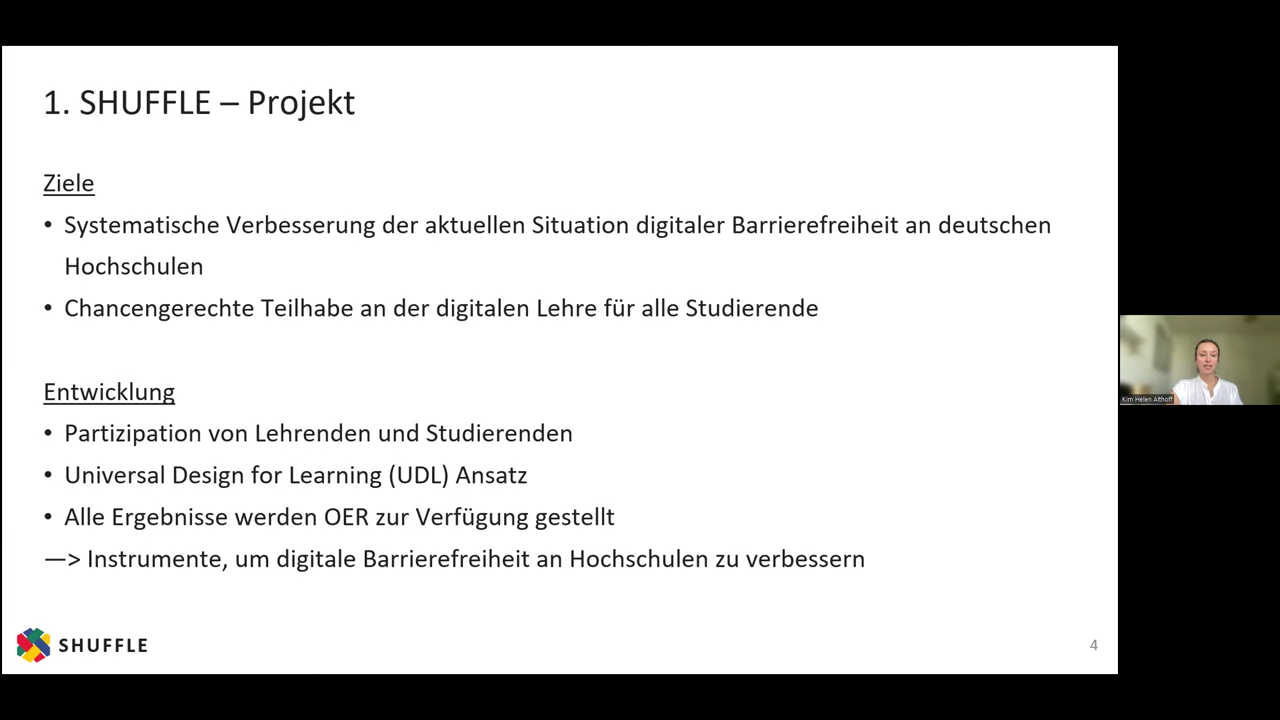 1. SHUFFLE – Projekt
Ziele
• Systematische Verbesserung der aktuellen Situation digitaler Barrierefreiheit an deutschen
Hochschulen
• Chancengerechte Teilhabe an der digitalen Lehre für alle Studierende
Entwicklung
• Partizipation von Lehrenden und Studierenden
• Universal Design for Learning (UDL) Ansatz
• Alle Ergebnisse werden OER zur Verfügung gestellt
—> Instrumente, um digitale Barrierefreiheit an Hochschulen zu verbessern
SHUFFLE
4
Kim Helen Althoff